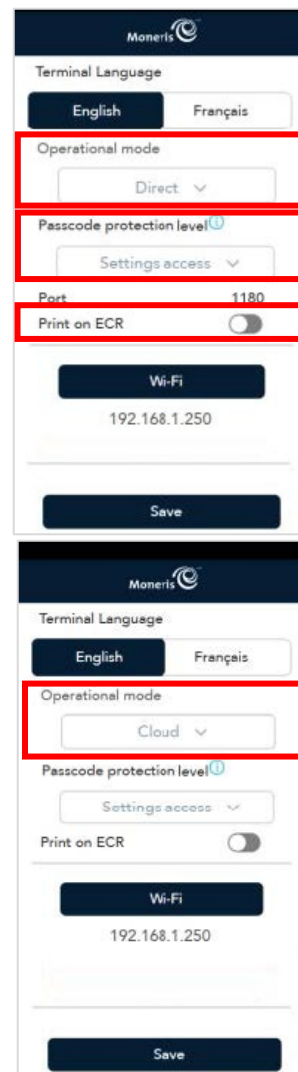 Moneris
Terminal Language
English Français
Operational mode
Direct
Passcode protection level
Settings access
Port 1180
Print on ECR
Wi-Fi
192.168.1.250
Save
Moneris
Terminal Language
English Français
Operational mode
Cloud
Passcode protection level
Settings access
Print on ECR
Wi-Fi
192.168.1.250
Save